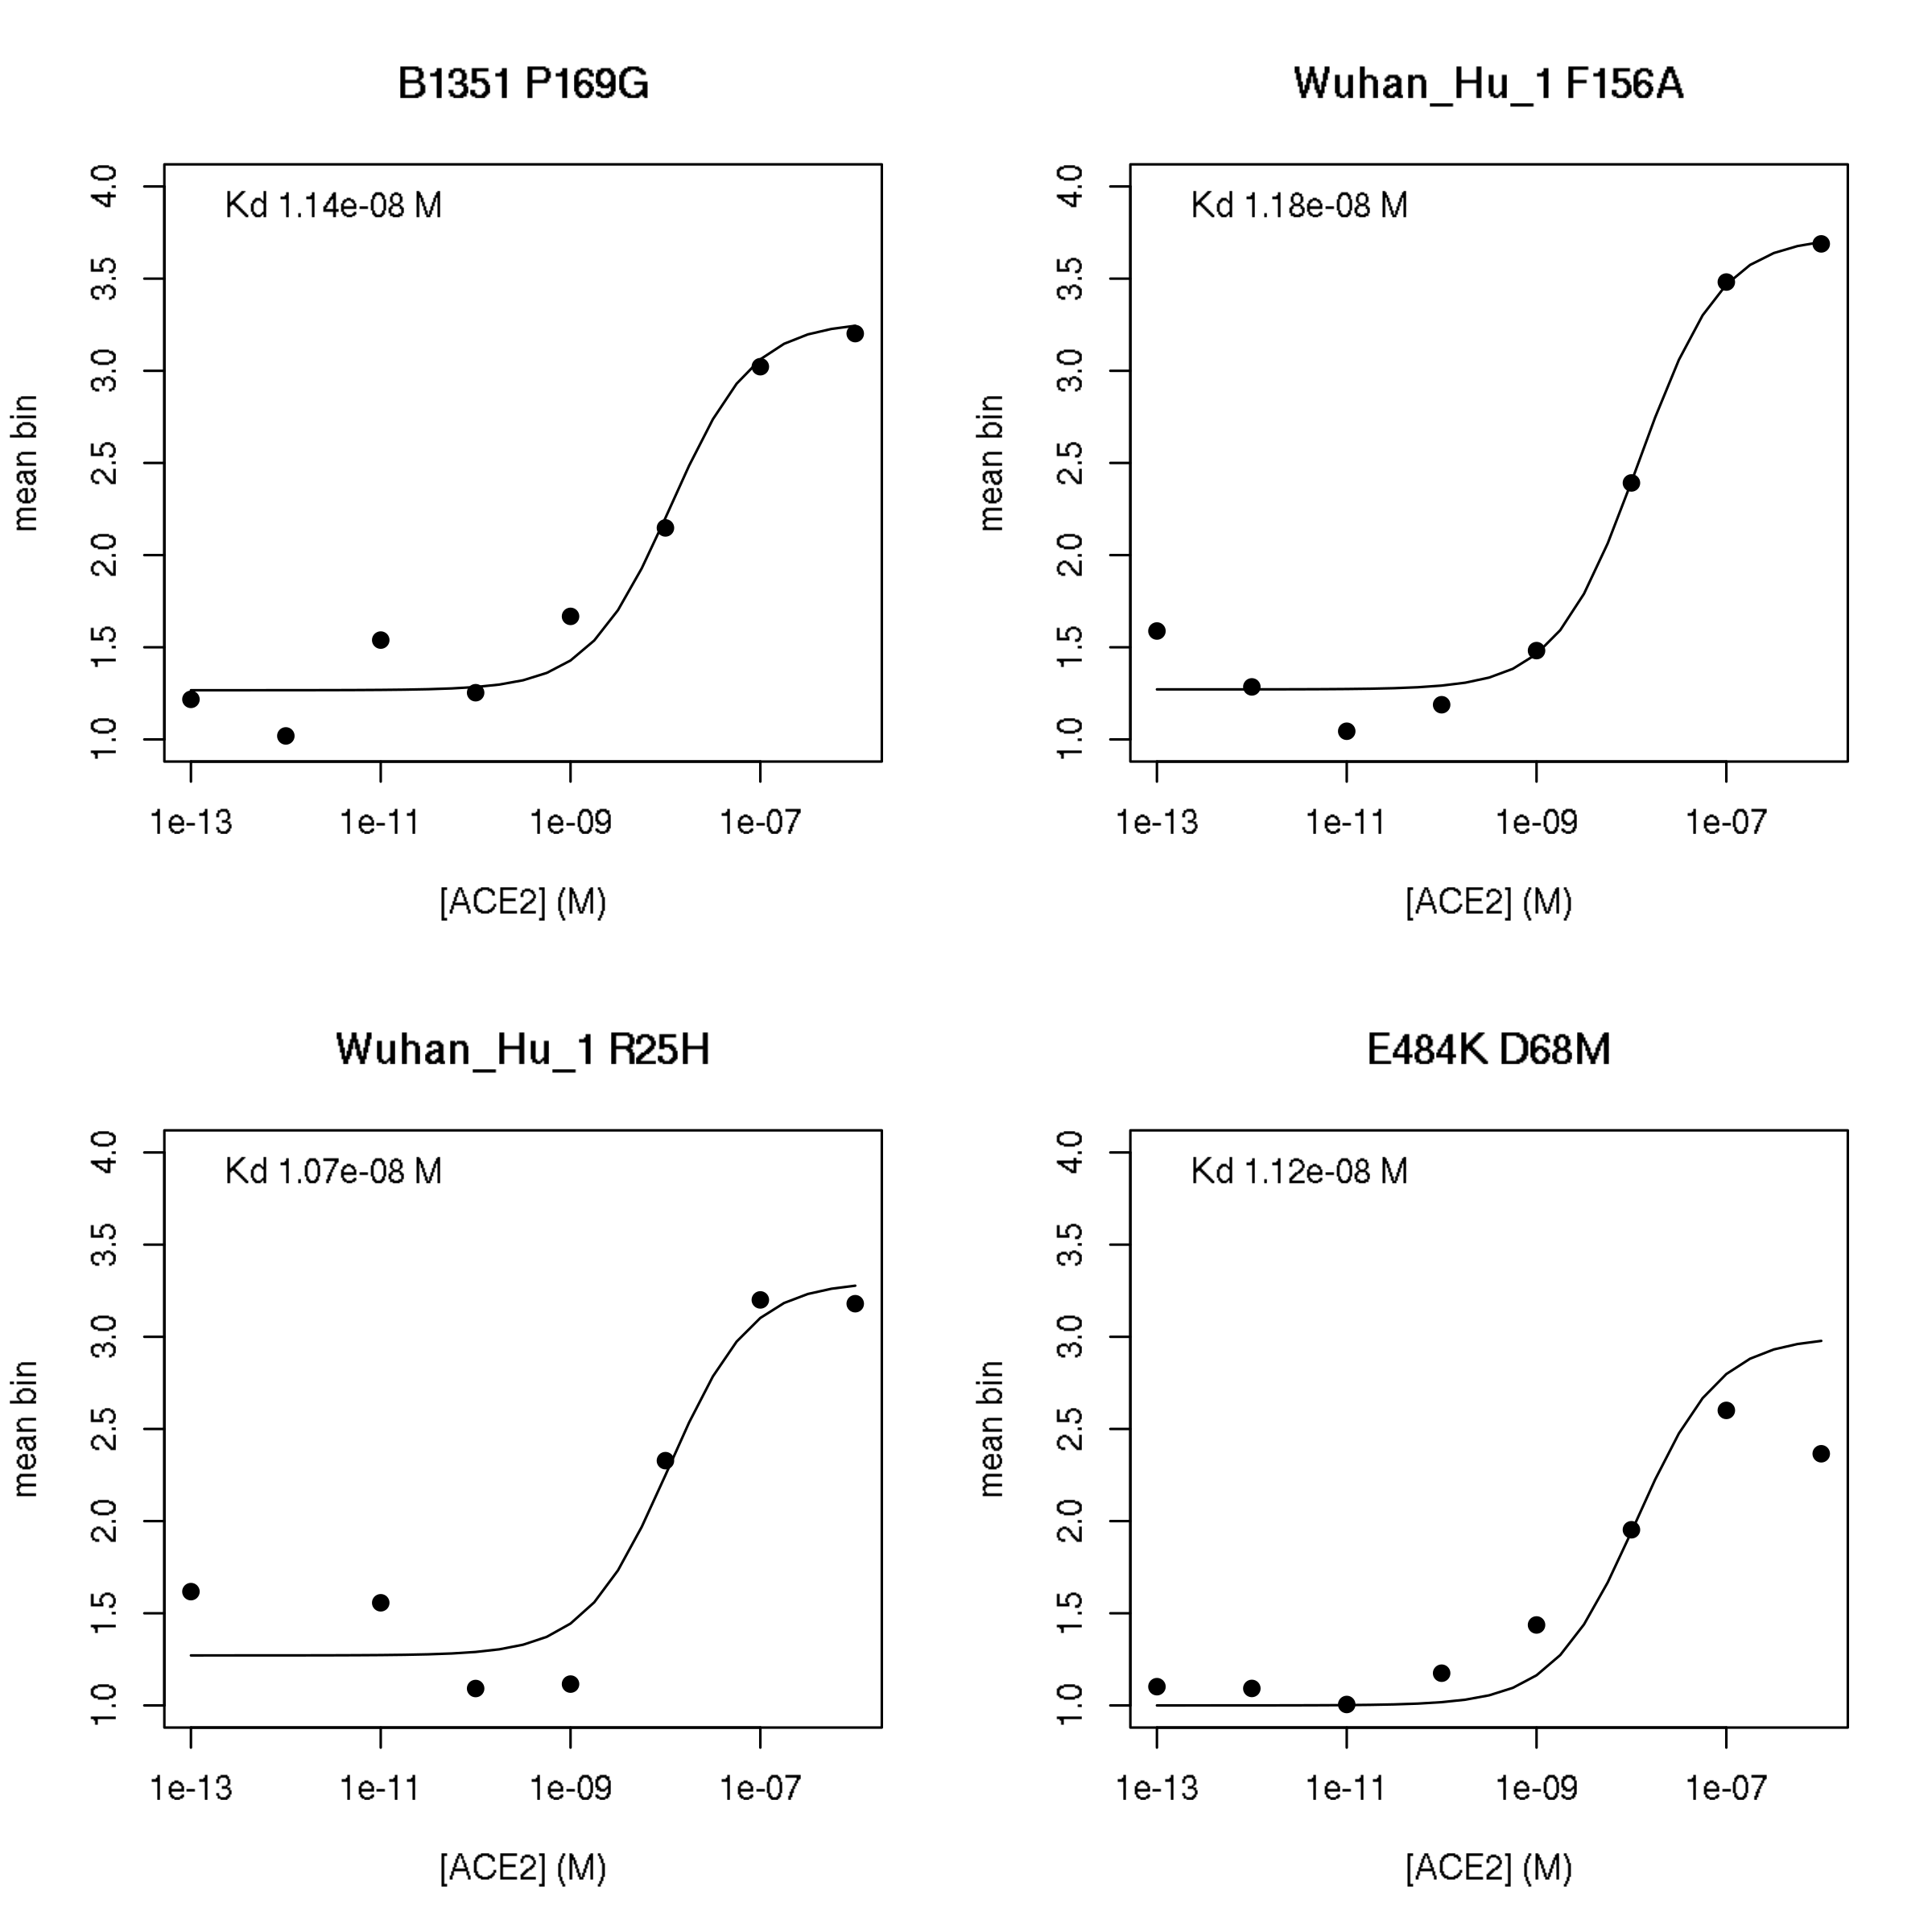 B1351 P169G
Kd 1.14e-08 M
4.0
3.5
3.0
2.5
2.0
1.5
1.0
mean bin
1e-13 1e-11 1e-09 1e-07
[ACE2] (M)
Wuhan_Hu_1 F156A
Kd 1.18e-08 M
4.0
3.5
3.0
2.5
2.0
1.5
1.0
mean bin
1e-13 1e-11 1e-09 1e-07
[ACE2] (M)
Wuhan_Hu_1 R25H
Kd 1.07e-08 M
4.0
3.5
3.0
2.5
2.0
1.5
1.0
mean bin
1e-13 1e-11 1e-09 1e-07
[ACE2] (M)
E484K D68M
Kd 1.12e-08 M
4.0
3.5
3.0
2.5
2.0
1.5
1.0
mean bin
1e-13 1e-11 1e-09 1e-07
[ACE2] (M)